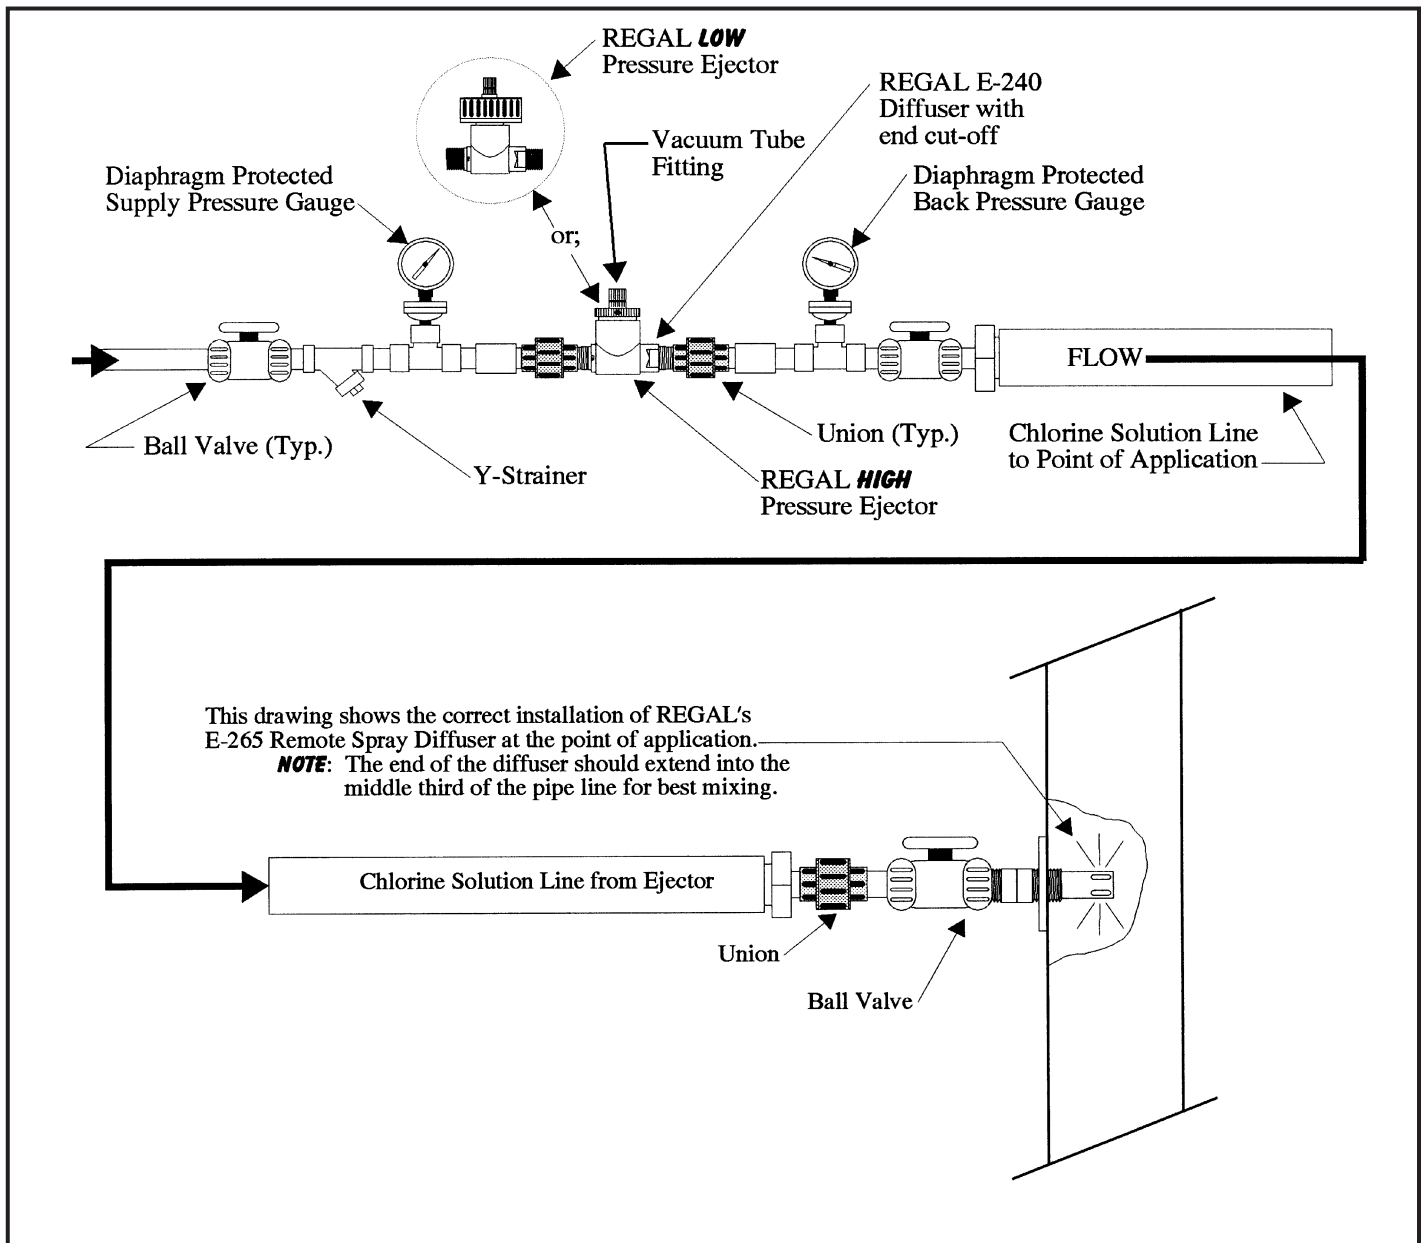 REGAL LOW
Pressure Ejector
REGAL E-240
Diffuser with
end cut-off
Vacuum Tube
Fitting
Diaphragm Protected
Supply Pressure Gauge
Diaphragm Protected
Back Pressure Gauge
or;
FLOW
Ball Valve (Typ.)
Y-Strainer
Union (Typ.)
REGAL HIGH
Pressure Ejector
Chlorine Solution Line
to Point of Application
This drawing shows the correct installation of REGAL's
E-265 Remote Spray Diffuser at the point of application.
NOTE: The end of the diffuser should extend into the
middle third of the pipe line for best mixing.
Chlorine Solution Line from Ejector
Union
Ball Valve